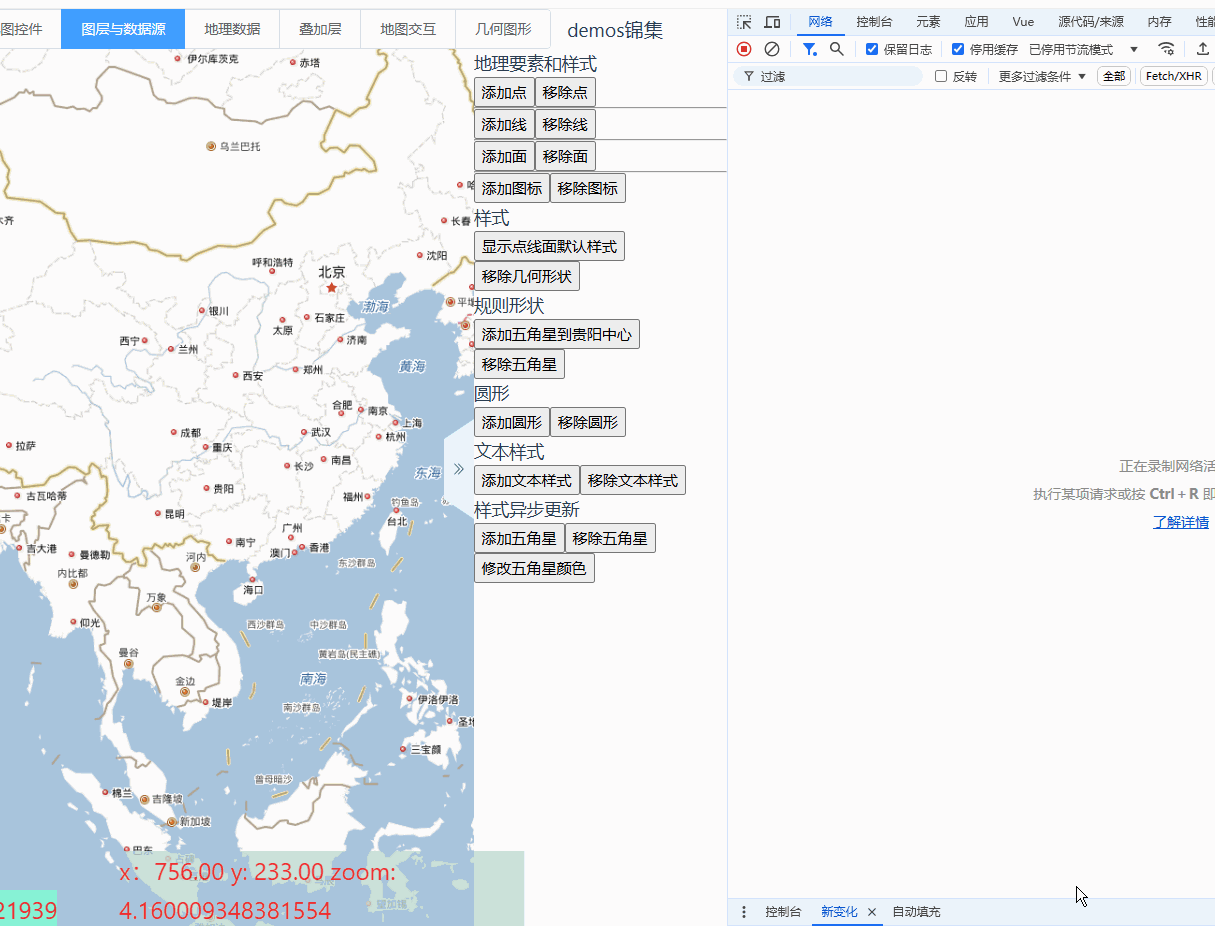 图控件 图层与数据源 地理数据 叠加层 地图交互 几何图形 demos锦集
地理要素和样式
添加点 移除点
添加线 移除线
添加面 移除面
添加图标 移除图标
样式
显示点线面默认样式
移除几何形状
规则形状
添加五角星到贵阳中心
移除五角星
圆形
添加圆形 移除圆形
文本样式
添加文本样式 移除文本样式
样式异步更新
添加五角星 移除五角星
修改五角星颜色
伊尔库茨克
赤塔
乌兰巴托
哈
木齐
长春
沈阳
呼和浩特
北京
平壤
渤海
银川
石家庄
太原
西宁
兰州
济南
黄海
西安
郑州
合肥
南京
上海
成都
武汉
杭州
拉萨
重庆
南昌
长沙
东海
贵阳
福州
古瓦哈蒂
钓鱼岛
昆明
台北
卡
广州
南宁
香港
吉大港
曼德勒
澳门
河内
东沙群岛
内比都
海口
万象
仰光
西沙群岛
中沙群岛
曼谷
黄岩岛(民主礁)
金边
南海
堤岸
伊洛伊洛
南沙群岛
圣地
三宝颜
曾母暗沙
棉兰
吉隆坡
新加坡
巴东
占碑
望加锡
x：756.00 y: 233.00 zoom:
21939
4.160009348381554
网络 控制台 元素 应用 Vue 源代码/来源 内存 性能
保留日志 停用缓存 已停用节流模式
过滤 反转 更多过滤条件 全部 Fetch/XHR
正在录制网络活
执行某项请求或按 Ctrl + R 即
了解详情
控制台 新变化 自动填充